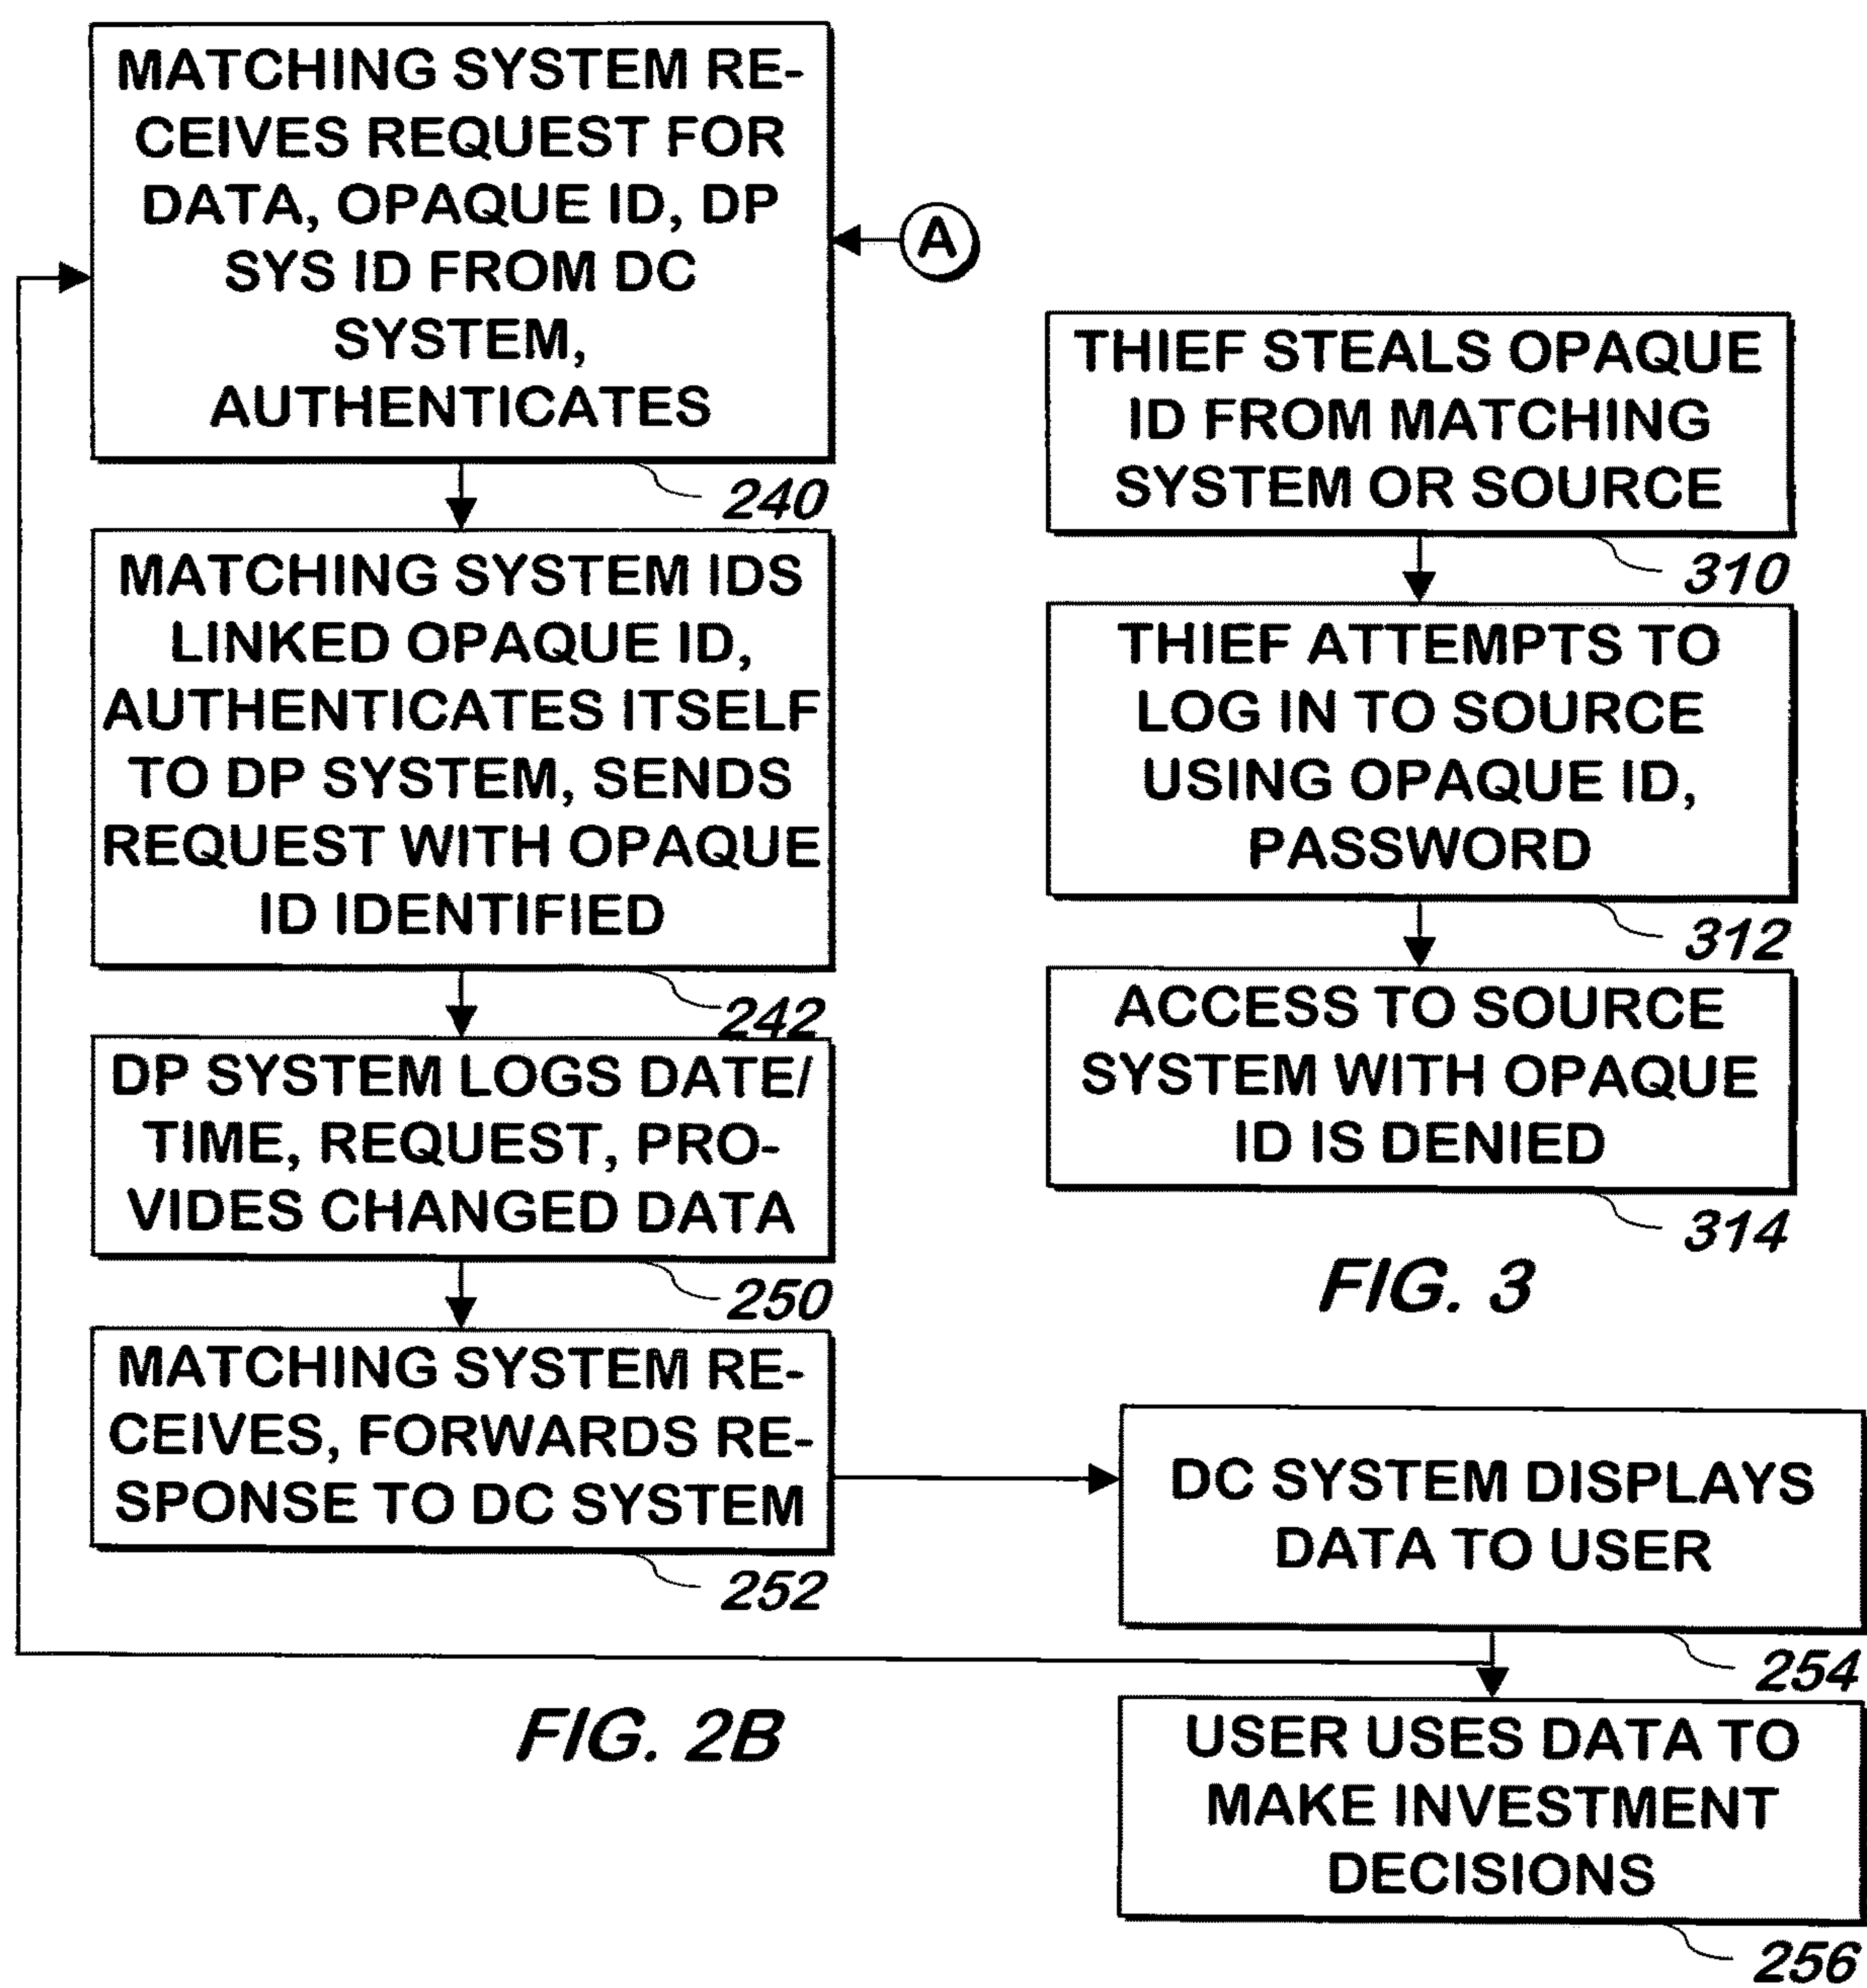 MATCHING SYSTEM RE-
CEIVES REQUEST FOR
DATA, OPAQUE ID, DP
SYS ID FROM DC
SYSTEM,
AUTHENTICATES
240
A
MATCHING SYSTEM IDS
LINKED OPAQUE ID,
AUTHENTICATES ITSELF
TO DP SYSTEM, SENDS
REQUEST WITH OPAQUE
ID IDENTIFIED
242
DP SYSTEM LOGS DATE/
TIME, REQUEST, PRO-
VIDES CHANGED DATA
250
MATCHING SYSTEM RE-
CEIVES, FORWARDS RE-
SPONSE TO DC SYSTEM
252
DC SYSTEM DISPLAYS
DATA TO USER
254
USER USES DATA TO
MAKE INVESTMENT
DECISIONS
256
FIG. 2B
THIEF STEALS OPAQUE
ID FROM MATCHING
SYSTEM OR SOURCE
310
THIEF ATTEMPTS TO
LOG IN TO SOURCE
USING OPAQUE ID,
PASSWORD
312
ACCESS TO SOURCE
SYSTEM WITH OPAQUE
ID IS DENIED
314
FIG. 3